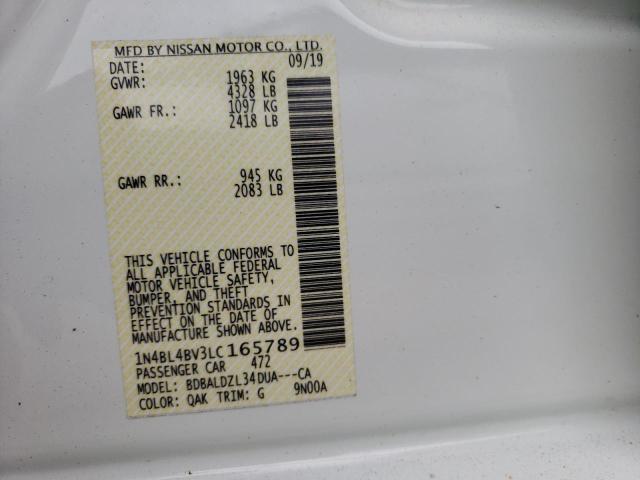 MFD BY NISSAN MOTOR CO., LTD.
DATE: 09/19
GVWR: 1963 KG
4328 LB
GAWR FR.: 1097 KG
2418 LB
GAWR RR.: 945 KG
2083 LB
THIS VEHICLE CONFORMS TO
ALL APPLICABLE FEDERAL
MOTOR VEHICLE SAFETY,
BUMPER, AND THEFT
PREVENTION STANDARDS IN
EFFECT ON THE DATE OF
MANUFACTURE SHOWN ABOVE.
1N4BL4BV3LC165789
PASSENGER CAR 472
MODEL: BDBALDZL34DUA---CA
COLOR: QAK TRIM: G 9N00A